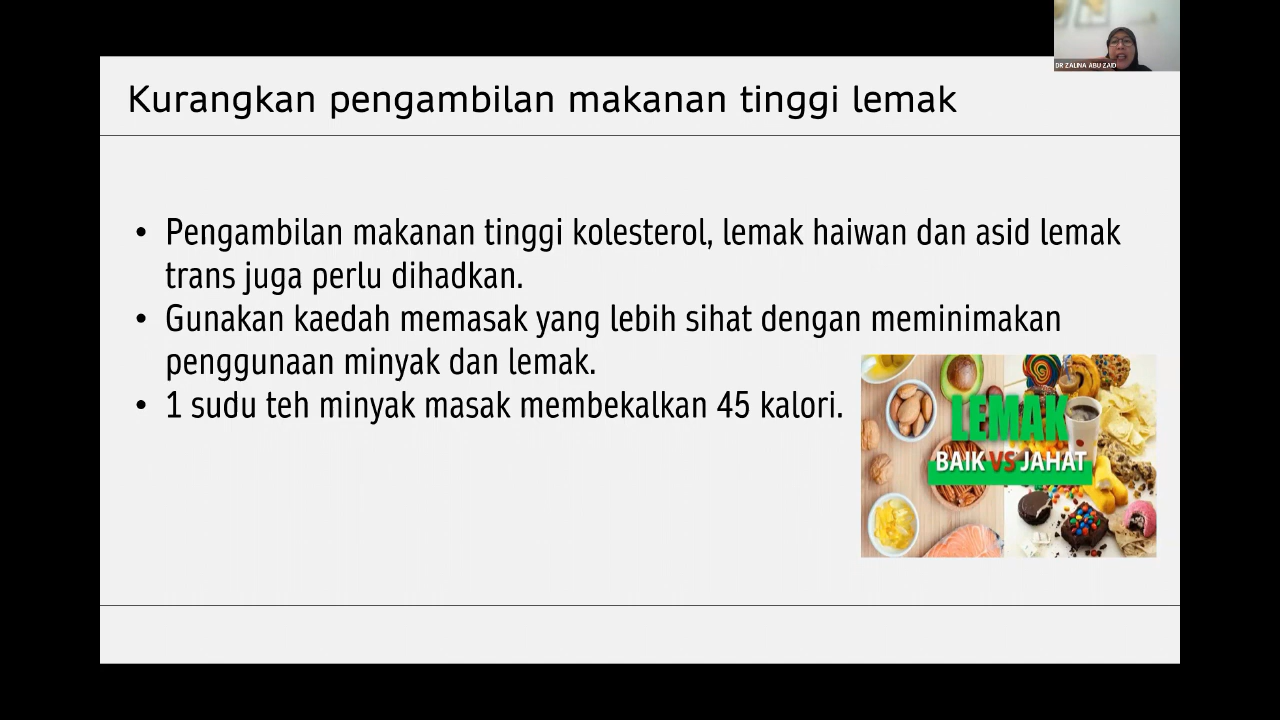 DR ZALINA ABU ZAID
Kurangkan pengambilan makanan tinggi lemak
• Pengambilan makanan tinggi kolesterol, lemak haiwan dan asid lemak
trans juga perlu dihadkan.
• Gunakan kaedah memasak yang lebih sihat dengan meminimakan
penggunaan minyak dan lemak.
• 1 sudu teh minyak masak membekalkan 45 kalori.
LEMAK
BAIK VS JAHAT